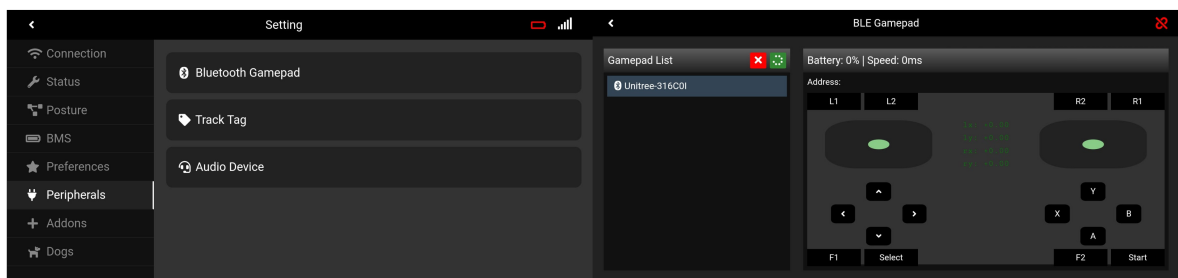 Setting
Connection
Status
Posture
BMS
Preferences
Peripherals
Addons
Dogs
Bluetooth Gamepad
Track Tag
Audio Device
BLE Gamepad
Gamepad List
Unitree-316C0I
Battery: 0% | Speed: 0ms
Address:
L1 L2 R2 R1
Y
X B
A
F1 Select F2 Start